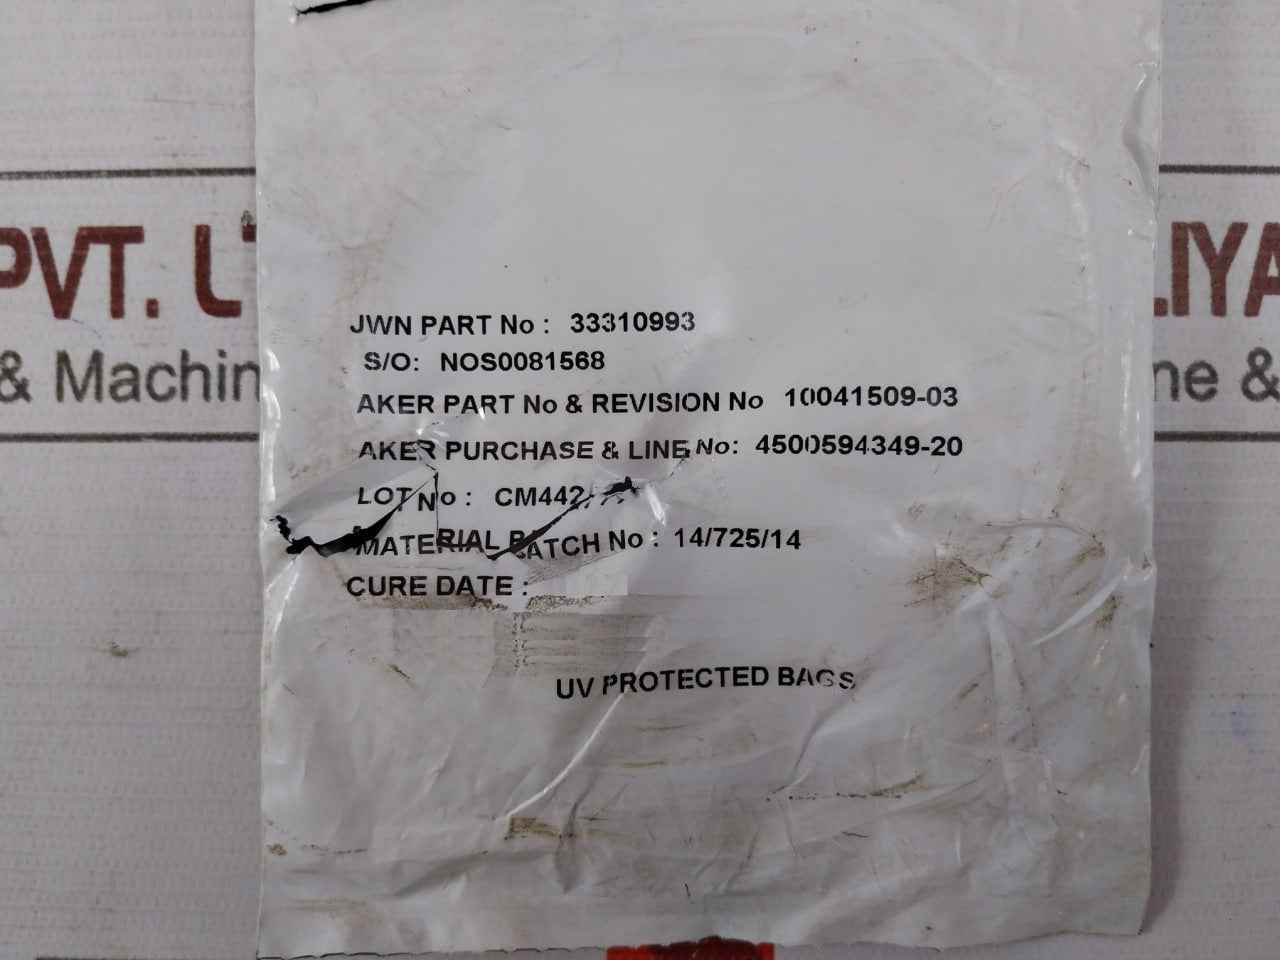 PVT.
& Machin
LIYA
ne &
JWN PART No : 33310993
S/O: NOS0081568
AKER PART No & REVISION No 10041509-03
AKER PURCHASE & LINE No: 4500594349-20
LOT No : CM442
MATERIAL BATCH No : 14/725/14
CURE DATE :
UV PROTECTED BAGS